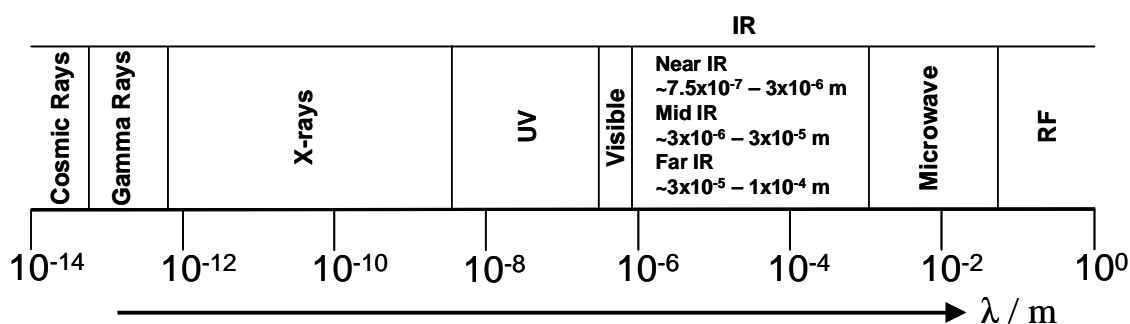 IR
Cosmic Rays
Gamma Rays
X-rays
UV
Visible
Near IR
~7.5x10⁻⁷ – 3x10⁻⁶ m
Mid IR
~3x10⁻⁶ – 3x10⁻⁵ m
Far IR
~3x10⁻⁵ – 1x10⁻⁴ m
Microwave
RF
10⁻¹⁴ 10⁻¹² 10⁻¹⁰ 10⁻⁸ 10⁻⁶ 10⁻⁴ 10⁻² 10⁰
λ / m